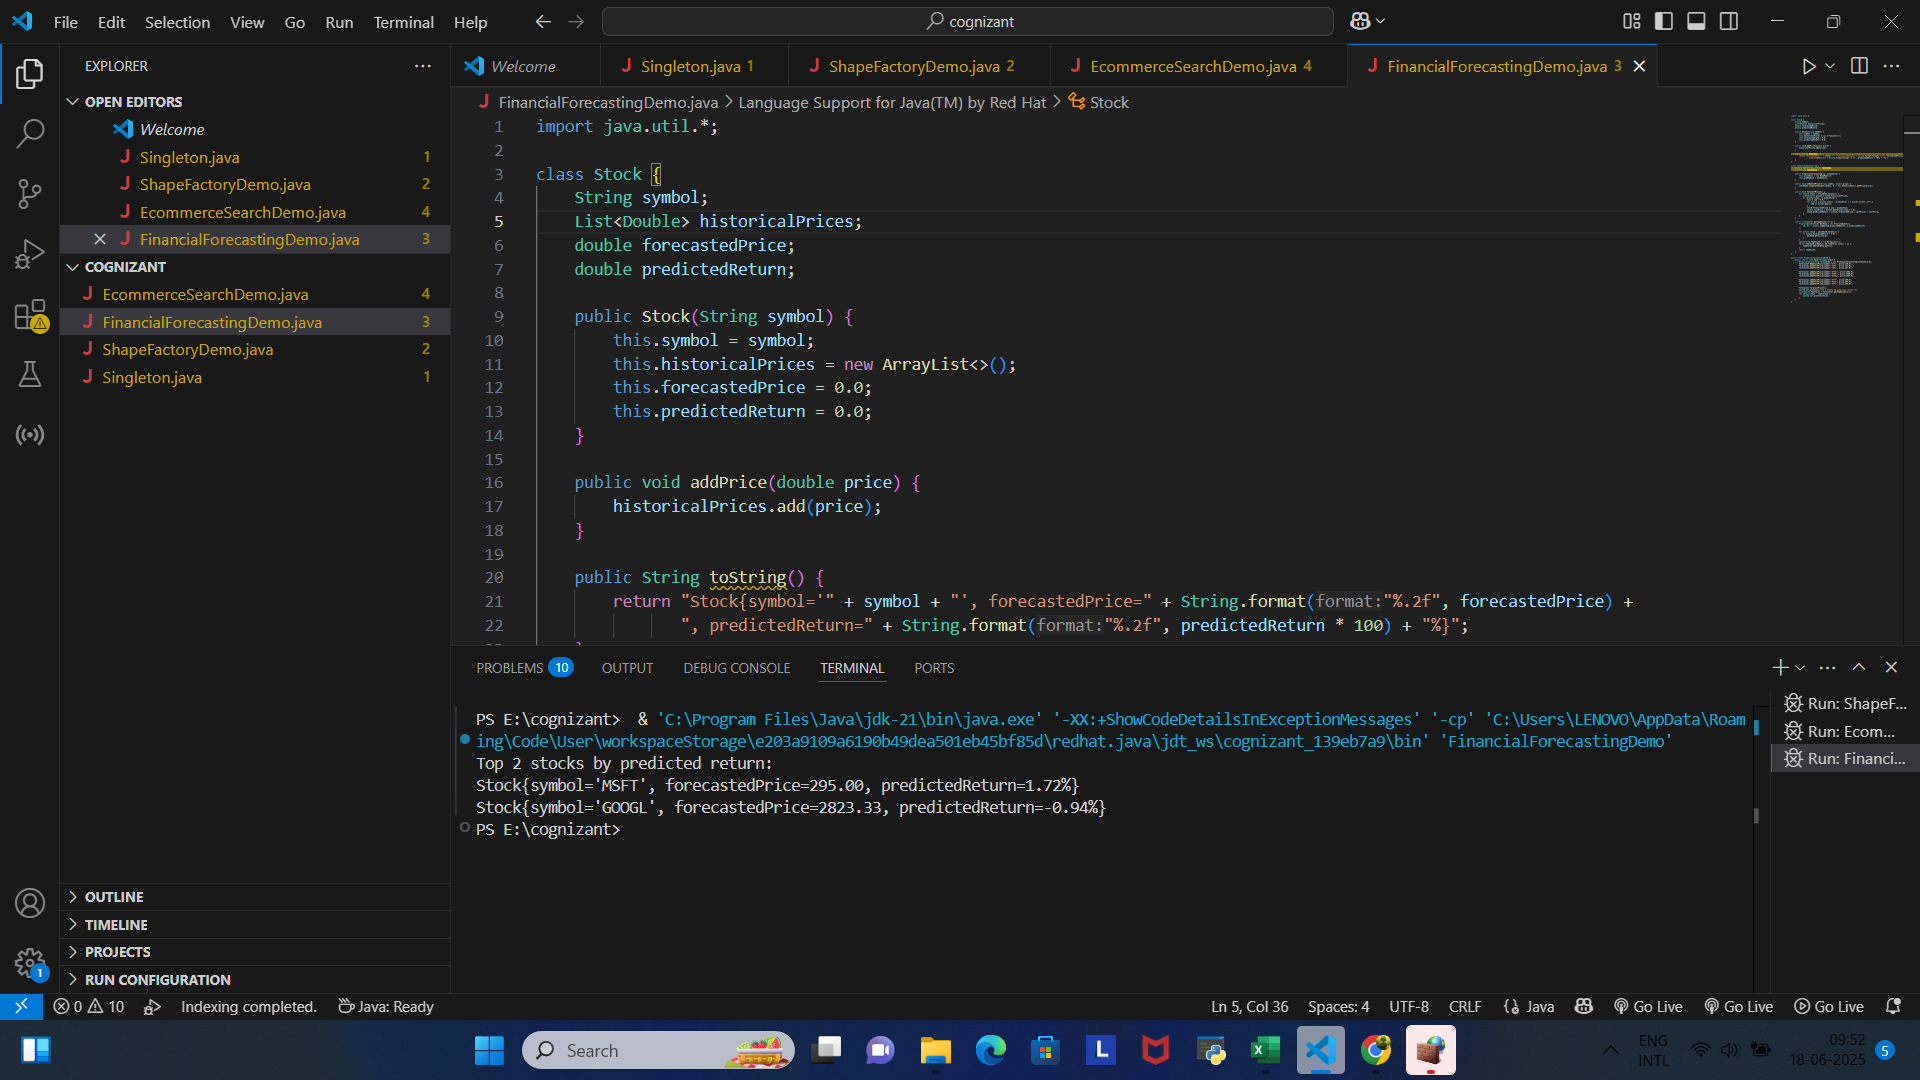 File Edit Selection View Go Run Terminal Help
cognizant
EXPLORER
OPEN EDITORS
Welcome
Singleton.java 1
ShapeFactoryDemo.java 2
EcommerceSearchDemo.java 4
FinancialForecastingDemo.java 3
COGNIZANT
EcommerceSearchDemo.java 4
FinancialForecastingDemo.java 3
ShapeFactoryDemo.java 2
Singleton.java 1
OUTLINE
TIMELINE
PROJECTS
RUN CONFIGURATION
Welcome Singleton.java 1 ShapeFactoryDemo.java 2 EcommerceSearchDemo.java 4 FinancialForecastingDemo.java 3
FinancialForecastingDemo.java > Language Support for Java(TM) by Red Hat > Stock
1 import java.util.*;
2
3 class Stock {
4 String symbol;
5 List<Double> historicalPrices;
6 double forecastedPrice;
7 double predictedReturn;
8
9 public Stock(String symbol) {
10 this.symbol = symbol;
11 this.historicalPrices = new ArrayList<>();
12 this.forecastedPrice = 0.0;
13 this.predictedReturn = 0.0;
14 }
15
16 public void addPrice(double price) {
17 historicalPrices.add(price);
18 }
19
20 public String toString() {
21 return "Stock{symbol='" + symbol + "', forecastedPrice=" + String.format(format:"%.2f", forecastedPrice) +
22 ", predictedReturn=" + String.format(format:"%.2f", predictedReturn * 100) + "%}";
PROBLEMS 10 OUTPUT DEBUG CONSOLE TERMINAL PORTS
PS E:\cognizant> & 'C:\Program Files\Java\jdk-21\bin\java.exe' '-XX:+ShowCodeDetailsInExceptionMessages' '-cp' 'C:\Users\LENOVO\AppData\Roam
ing\Code\User\workspaceStorage\e203a9109a6190b49dea501eb45bf85d\redhat.java\jdt_ws\cognizant_139eb7a9\bin' 'FinancialForecastingDemo'
Top 2 stocks by predicted return:
Stock{symbol='MSFT', forecastedPrice=295.00, predictedReturn=1.72%}
Stock{symbol='GOOGL', forecastedPrice=2823.33, predictedReturn=-0.94%}
PS E:\cognizant>
Run: ShapeF...
Run: Ecom...
Run: Financi...
0 10 Indexing completed. Java: Ready Ln 5, Col 36 Spaces: 4 UTF-8 CRLF Java Go Live Go Live Go Live
1
Search
L
ENG
INTL
09:52
18-06-2025
5